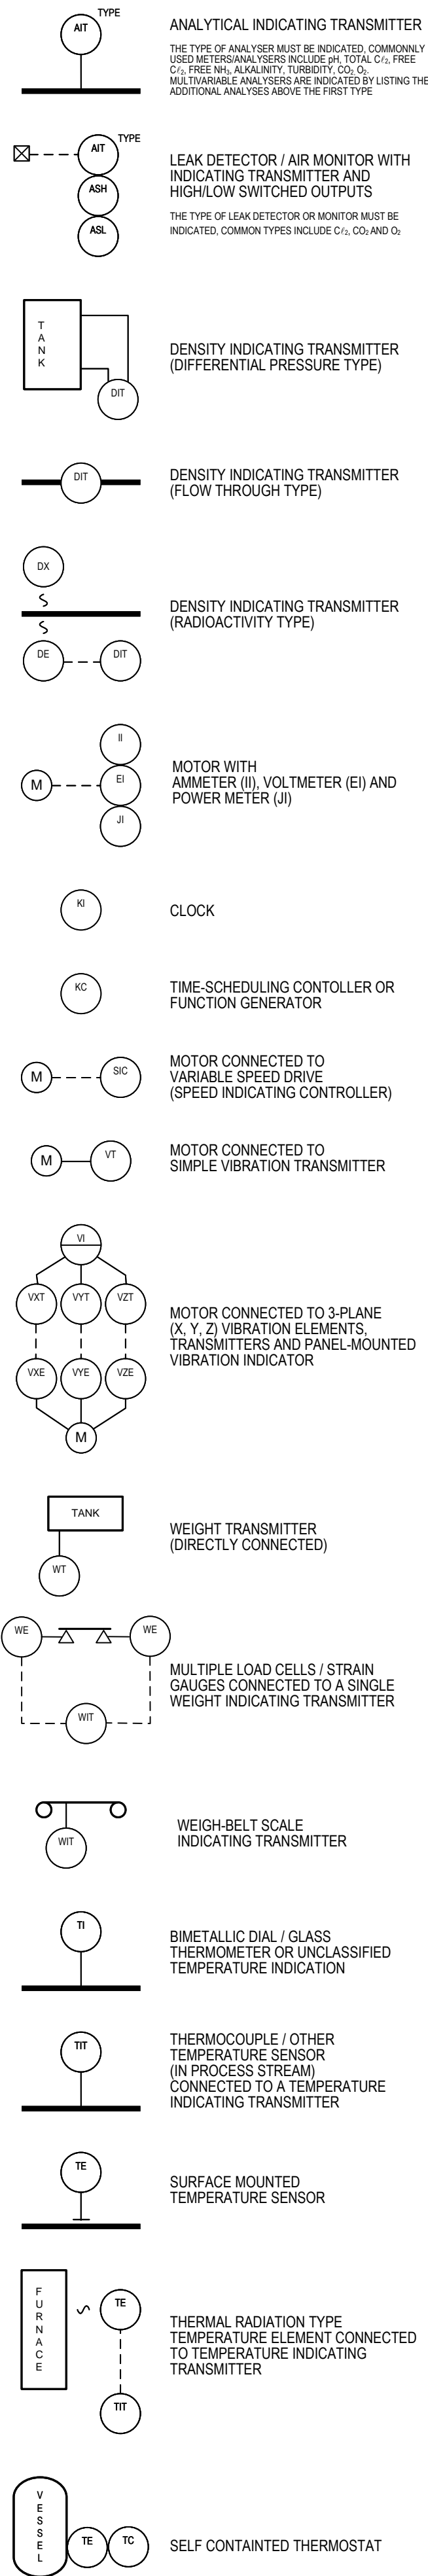 TYPE
AIT
ANALYTICAL INDICATING TRANSMITTER
THE TYPE OF ANALYSER MUST BE INDICATED, COMMONNLY
USED METERS/ANALYSERS INCLUDE pH, TOTAL Cℓ₂, FREE
Cℓ₂, FREE NH₃, ALKALINITY, TURBIDITY, CO₂, O₂.
MULTIVARIABLE ANALYSERS ARE INDICATED BY LISTING THE
ADDITIONAL ANALYSES ABOVE THE FIRST TYPE
TYPE
AIT
ASH
ASL
LEAK DETECTOR / AIR MONITOR WITH
INDICATING TRANSMITTER AND
HIGH/LOW SWITCHED OUTPUTS
THE TYPE OF LEAK DETECTOR OR MONITOR MUST BE
INDICATED, COMMON TYPES INCLUDE Cℓ₂, CO₂ AND O₂
TANK
DIT
DENSITY INDICATING TRANSMITTER
(DIFFERENTIAL PRESSURE TYPE)
DIT
DENSITY INDICATING TRANSMITTER
(FLOW THROUGH TYPE)
DX
DE
DIT
DENSITY INDICATING TRANSMITTER
(RADIOACTIVITY TYPE)
II
M
EI
JI
MOTOR WITH
AMMETER (II), VOLTMETER (EI) AND
POWER METER (JI)
KI
CLOCK
KC
TIME-SCHEDULING CONTOLLER OR
FUNCTION GENERATOR
M
SIC
MOTOR CONNECTED TO
VARIABLE SPEED DRIVE
(SPEED INDICATING CONTROLLER)
M
VT
MOTOR CONNECTED TO
SIMPLE VIBRATION TRANSMITTER
VI
VXT
VYT
VZT
VXE
VYE
VZE
M
MOTOR CONNECTED TO 3-PLANE
(X, Y, Z) VIBRATION ELEMENTS,
TRANSMITTERS AND PANEL-MOUNTED
VIBRATION INDICATOR
TANK
WT
WEIGHT TRANSMITTER
(DIRECTLY CONNECTED)
WE
WE
WIT
MULTIPLE LOAD CELLS / STRAIN
GAUGES CONNECTED TO A SINGLE
WEIGHT INDICATING TRANSMITTER
WIT
WEIGH-BELT SCALE
INDICATING TRANSMITTER
TI
BIMETALLIC DIAL / GLASS
THERMOMETER OR UNCLASSIFIED
TEMPERATURE INDICATION
TIT
THERMOCOUPLE / OTHER
TEMPERATURE SENSOR
(IN PROCESS STREAM)
CONNECTED TO A TEMPERATURE
INDICATING TRANSMITTER
TE
SURFACE MOUNTED
TEMPERATURE SENSOR
FURNACE
TE
TIT
THERMAL RADIATION TYPE
TEMPERATURE ELEMENT CONNECTED
TO TEMPERATURE INDICATING
TRANSMITTER
VESSEL
TE
TC
SELF CONTAINTED THERMOSTAT